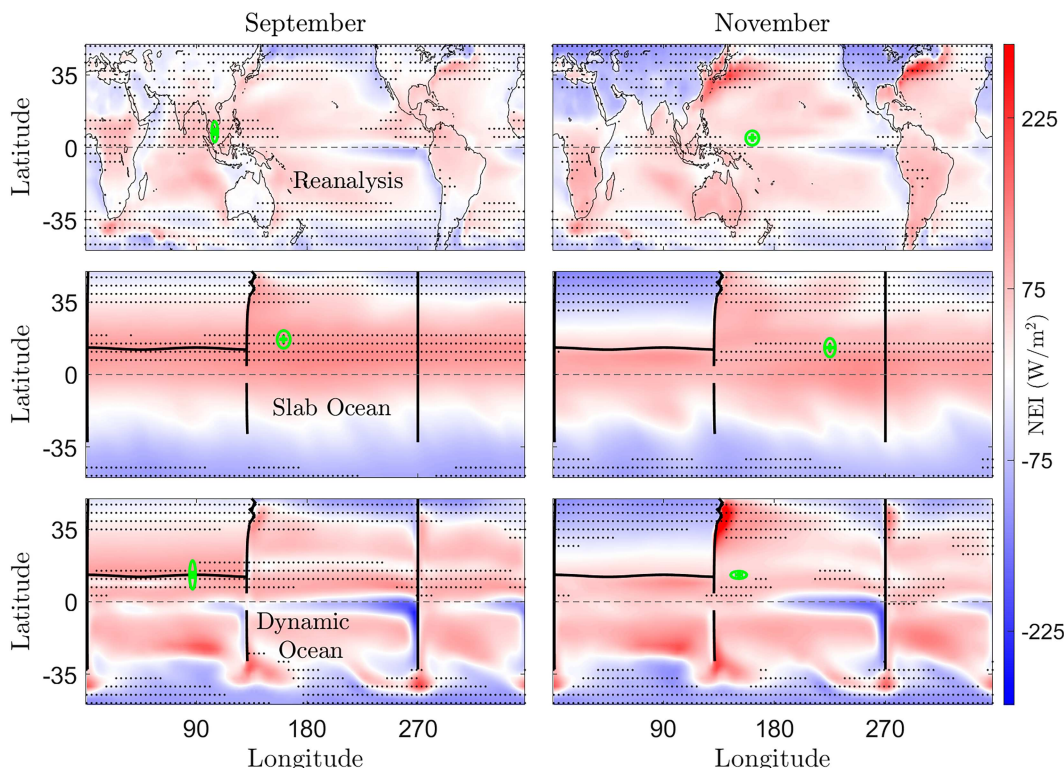 September
November
Latitude
35
0
-35
Reanalysis
225
75
-75
-225
NEI (W/m²)
Latitude
35
0
-35
Slab Ocean
Latitude
35
0
-35
Dynamic
Ocean
90
180
270
90
180
270
Longitude
Longitude